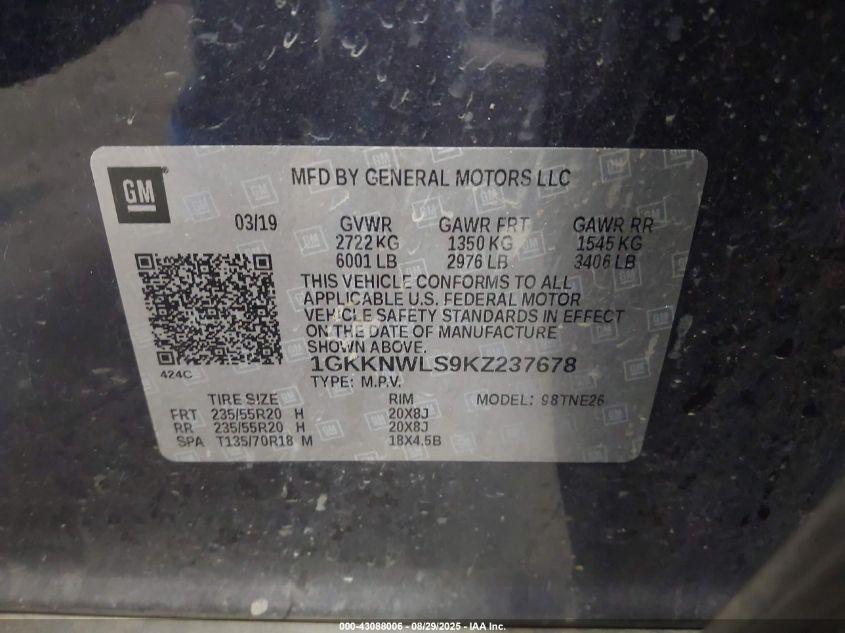 GM
MFD BY GENERAL MOTORS LLC
03/19 GVWR GAWR FRT GAWR RR
2722 KG 1350 KG 1545 KG
6001 LB 2976 LB 3406 LB
THIS VEHICLE CONFORMS TO ALL
APPLICABLE U.S. FEDERAL MOTOR
VEHICLE SAFETY STANDARDS IN EFFECT
ON THE DATE OF MANUFACTURE
SHOWN ABOVE.
424C
1GKKNWLS9KZ237678
TYPE: M.P.V.
TIRE SIZE RIM MODEL: 98TNE26
FRT 235/55R20 H 20X8J
RR 235/55R20 H 20X8J
SPA T135/70R18 M 18X4.5B
000-43088006 - 08/29/2025 - IAA Inc.